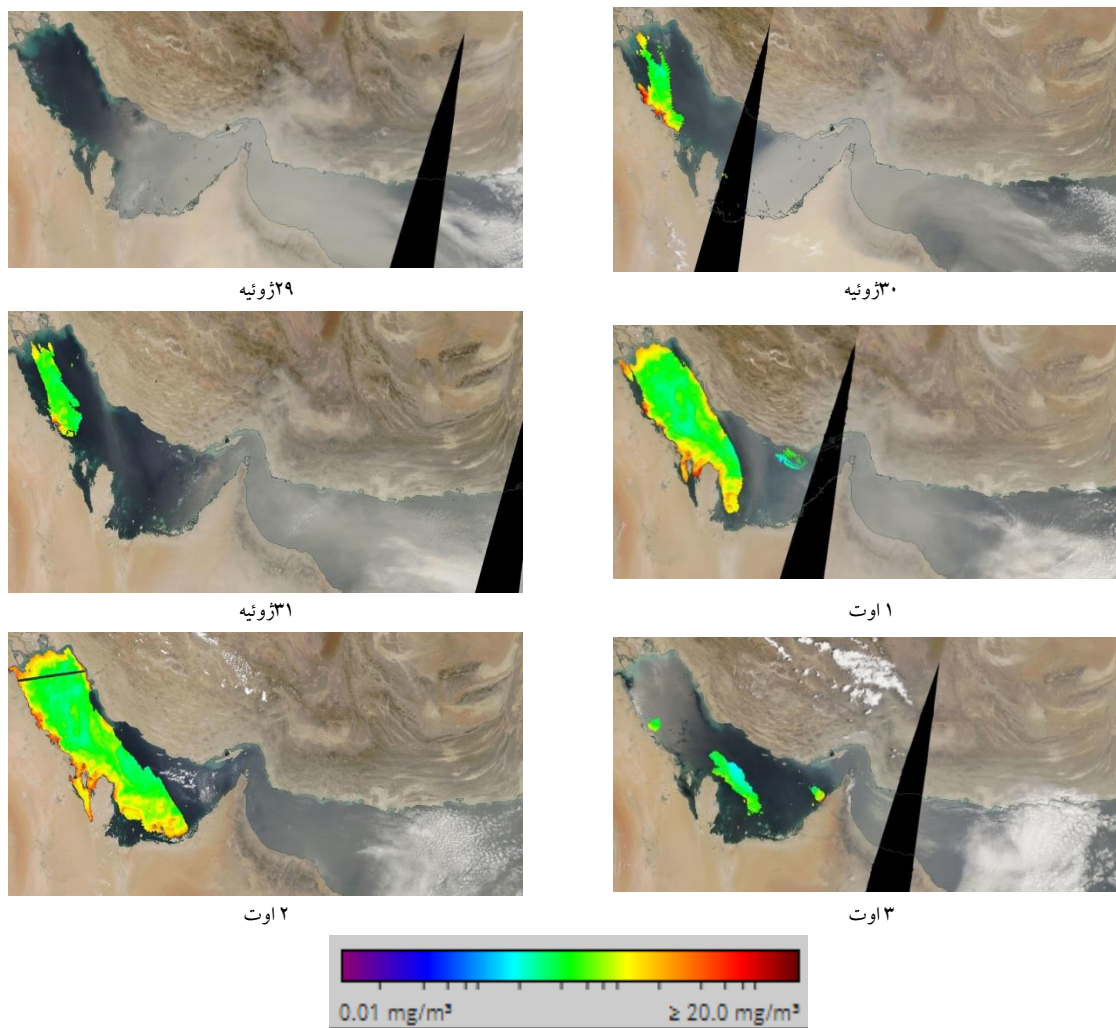 ۲۹ژوئیه
۳۰ژوئیه
۳۱ژوئیه
۱ اوت
۲ اوت
۳ اوت
0.01 mg/m³
≥ 20.0 mg/m³